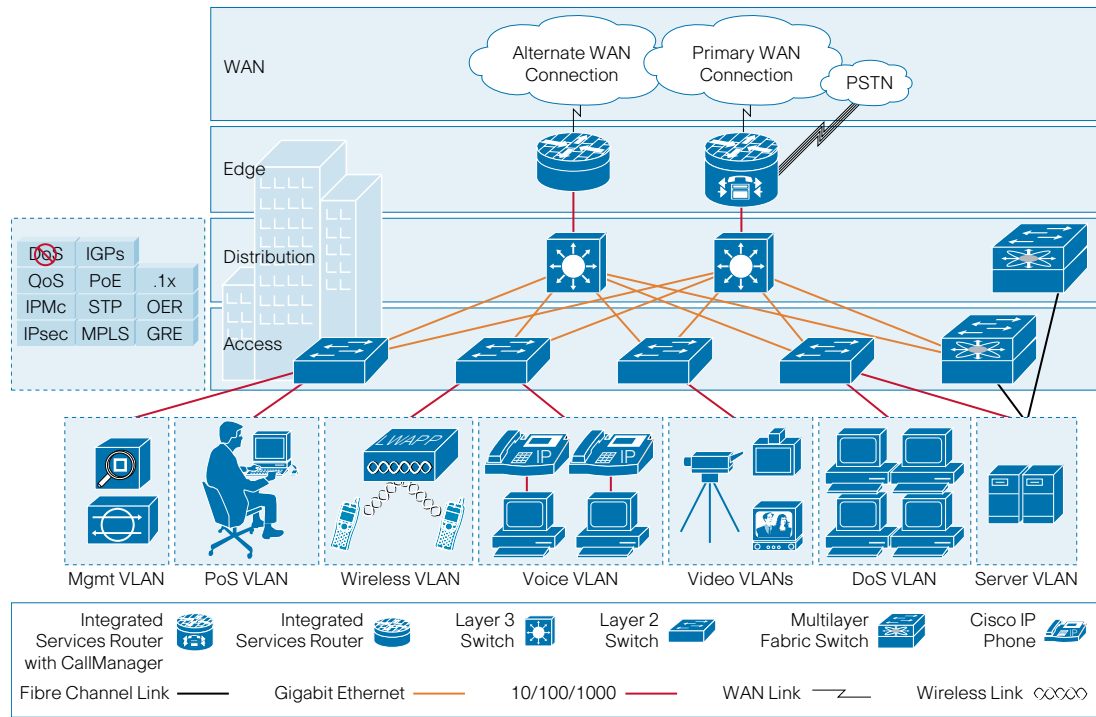 WAN
Alternate WAN
Connection
Primary WAN
Connection
PSTN
Edge
Distribution
Access
DoS IGPs
QoS PoE .1x
IPMc STP OER
IPsec MPLS GRE
LWAPP
IP IP
Mgmt VLAN PoS VLAN Wireless VLAN Voice VLAN Video VLANs DoS VLAN Server VLAN
Integrated
Services Router
with CallManager
Integrated
Services Router
Layer 3
Switch
Layer 2
Switch
Multilayer
Fabric Switch
Cisco IP
Phone
IP
Fibre Channel Link Gigabit Ethernet 10/100/1000 WAN Link Wireless Link